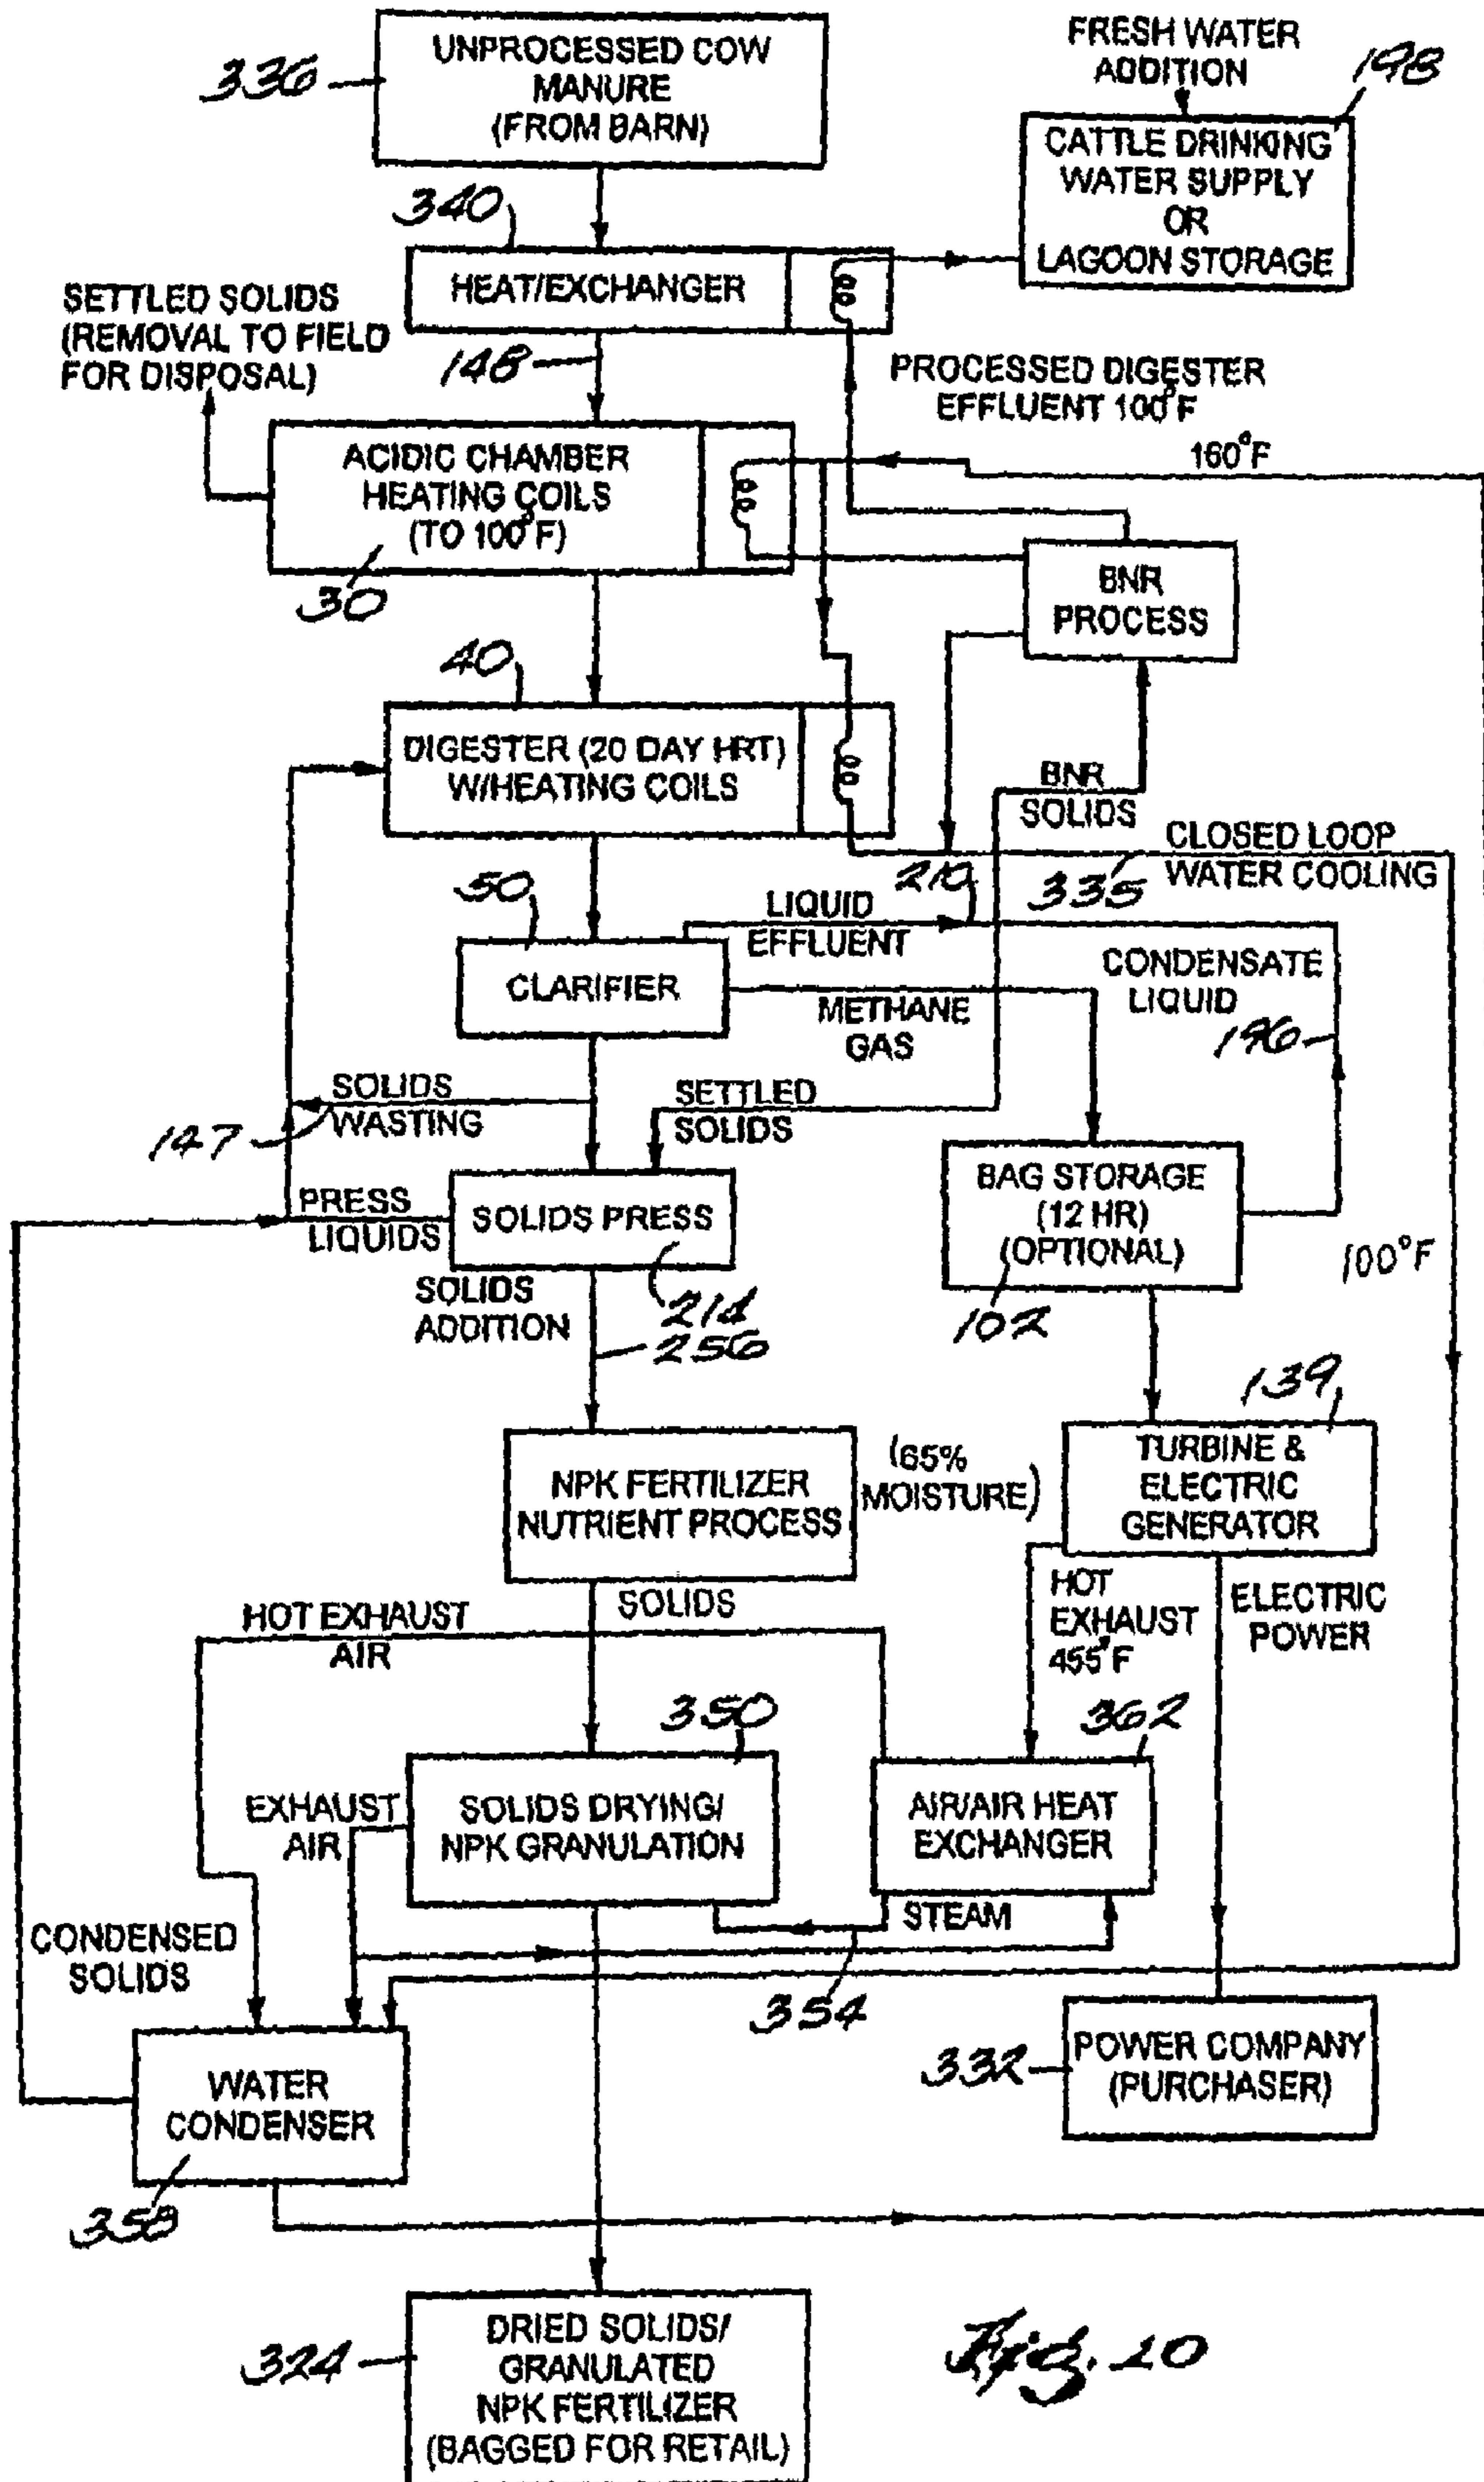 UNPROCESSED COW
MANURE
(FROM BARN)
336
FRESH WATER
ADDITION
198
CATTLE DRINKING
WATER SUPPLY
OR
LAGOON STORAGE
340
HEAT/EXCHANGER
SETTLED SOLIDS
(REMOVAL TO FIELD
FOR DISPOSAL)
148
PROCESSED DIGESTER
EFFLUENT 100°F
160°F
ACIDIC CHAMBER
HEATING COILS
(TO 100°F)
30
BNR
PROCESS
40
DIGESTER (20 DAY HRT)
W/HEATING COILS
BNR
SOLIDS
CLOSED LOOP
WATER COOLING
335
210
50
LIQUID
EFFLUENT
CLARIFIER
METHANE
GAS
CONDENSATE
LIQUID
196
SOLIDS
WASTING
147
SETTLED
SOLIDS
PRESS
LIQUIDS
SOLIDS PRESS
214
BAG STORAGE
(12 HR)
(OPTIONAL)
102
100°F
SOLIDS
ADDITION
256
139
NPK FERTILIZER
NUTRIENT PROCESS
(65%
MOISTURE)
TURBINE &
ELECTRIC
GENERATOR
SOLIDS
HOT EXHAUST
AIR
HOT
EXHAUST
455°F
ELECTRIC
POWER
350
362
EXHAUST
AIR
SOLIDS DRYING/
NPK GRANULATION
AIR/AIR HEAT
EXCHANGER
STEAM
CONDENSED
SOLIDS
354
WATER
CONDENSER
358
332
POWER COMPANY
(PURCHASER)
324
DRIED SOLIDS/
GRANULATED
NPK FERTILIZER
(BAGGED FOR RETAIL)
Fig. 10